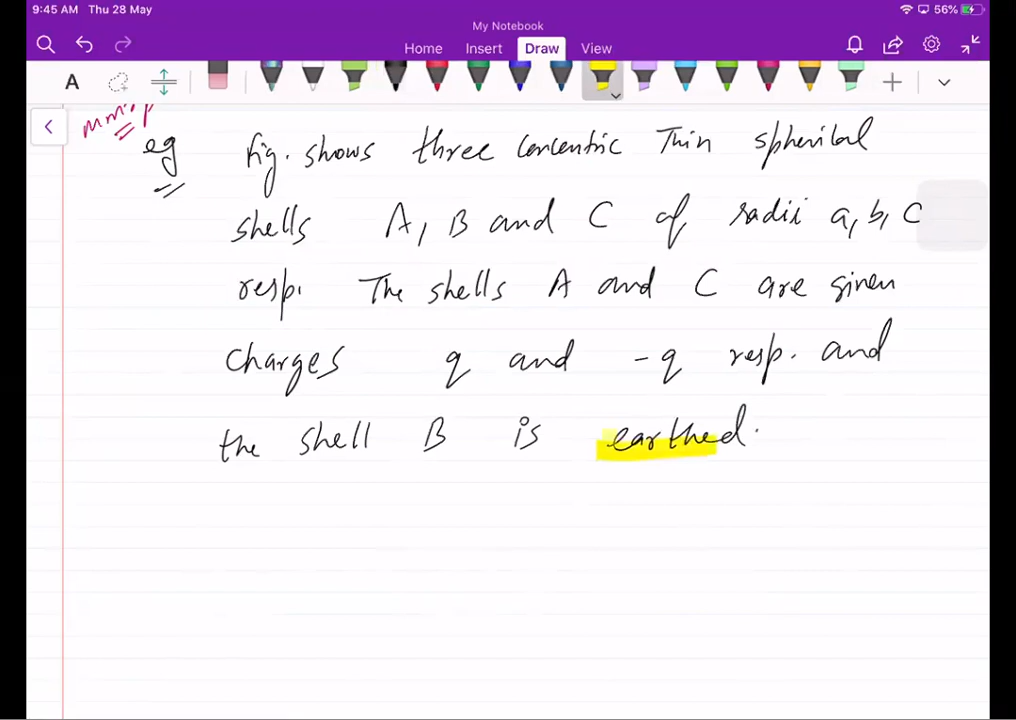 9:45 AM Thu 28 May
56%
My Notebook
Home Insert Draw View
A
eg fig. shows three concentric Thin spherical
shells A, B and C of radii a, b, c
resp. The shells A and C are given
charges q and -q resp. and
the shell B is earthed.